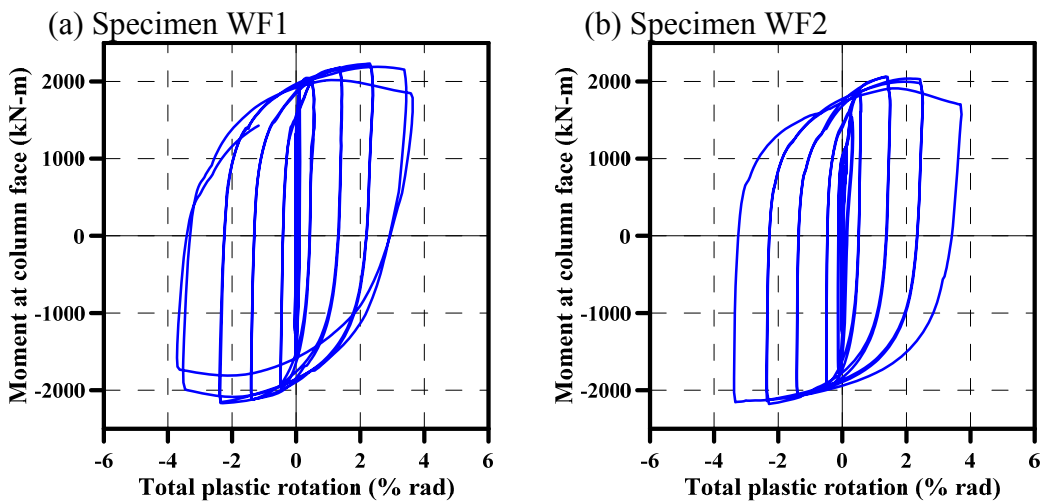 (a) Specimen WF1
Moment at column face (kN-m)
2000
1000
0
-1000
-2000
-6 -4 -2 0 2 4 6
Total plastic rotation (% rad)
(b) Specimen WF2
Moment at column face (kN-m)
2000
1000
0
-1000
-2000
-6 -4 -2 0 2 4 6
Total plastic rotation (% rad)